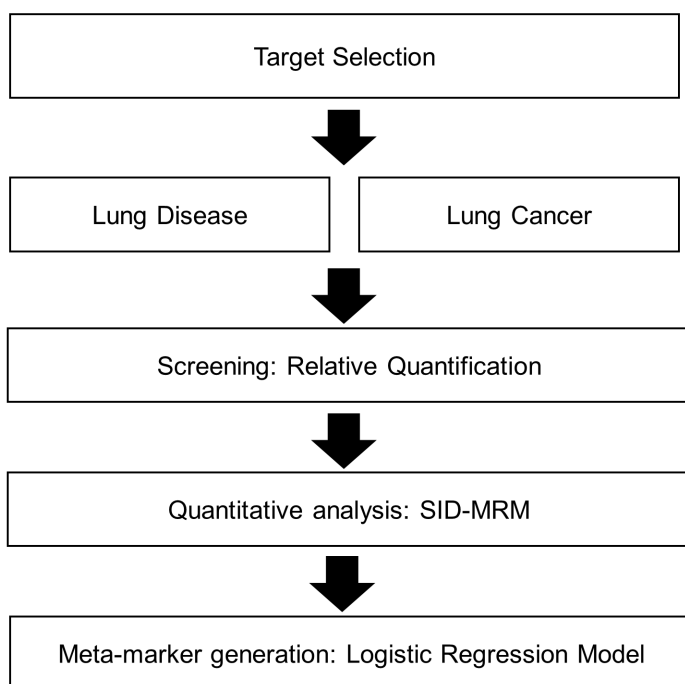 Target Selection
Lung Disease
Lung Cancer
Screening: Relative Quantification
Quantitative analysis: SID-MRM
Meta-marker generation: Logistic Regression Model